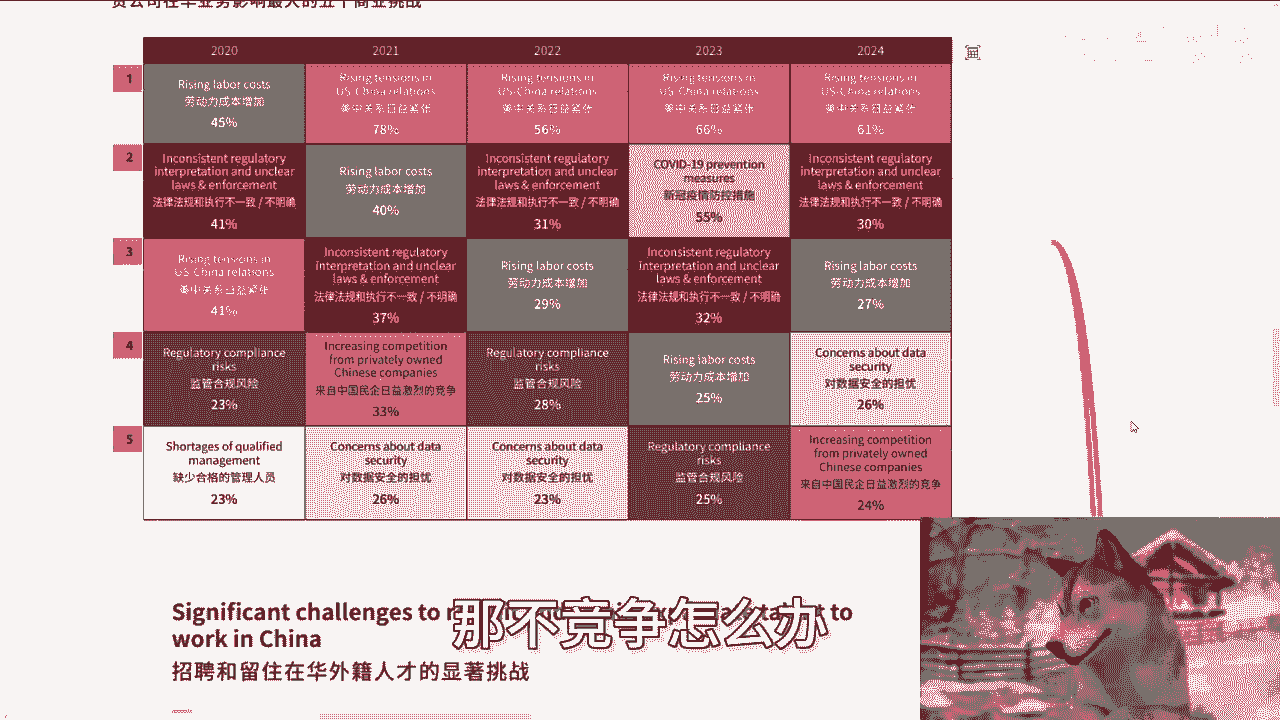 2020
2021
2022
2023
2024
1
Rising labor costs
劳动力成本增加
45%
Rising tensions in
US-China relations
美中关系日益紧张
78%
Rising tensions in
US-China relations
美中关系日益紧张
56%
Rising tensions in
US-China relations
美中关系日益紧张
66%
Rising tensions in
US-China relations
美中关系日益紧张
61%
2
Inconsistent regulatory
interpretation and unclear
laws & enforcement
法律法规和执行不一致 / 不明确
41%
Rising labor costs
劳动力成本增加
40%
Inconsistent regulatory
interpretation and unclear
laws & enforcement
法律法规和执行不一致 / 不明确
31%
COVID-19 prevention
measures
新冠疫情防控措施
55%
Inconsistent regulatory
interpretation and unclear
laws & enforcement
法律法规和执行不一致 / 不明确
30%
3
Rising tensions in
US-China relations
美中关系日益紧张
41%
Inconsistent regulatory
interpretation and unclear
laws & enforcement
法律法规和执行不一致 / 不明确
37%
Rising labor costs
劳动力成本增加
29%
Inconsistent regulatory
interpretation and unclear
laws & enforcement
法律法规和执行不一致 / 不明确
32%
Rising labor costs
劳动力成本增加
27%
4
Regulatory compliance
risks
监管合规风险
23%
Increasing competition
from privately owned
Chinese companies
来自中国民企日益激烈的竞争
33%
Regulatory compliance
risks
监管合规风险
28%
Rising labor costs
劳动力成本增加
25%
Concerns about data
security
对数据安全的担忧
26%
5
Shortages of qualified
management
缺少合格的管理人员
23%
Concerns about data
security
对数据安全的担忧
26%
Concerns about data
security
对数据安全的担忧
23%
Regulatory compliance
risks
监管合规风险
25%
Increasing competition
from privately owned
Chinese companies
来自中国民企日益激烈的竞争
24%
Significant challenges to
to
work in China
那不竞争怎么办
招聘和留住在华外籍人才的显著挑战